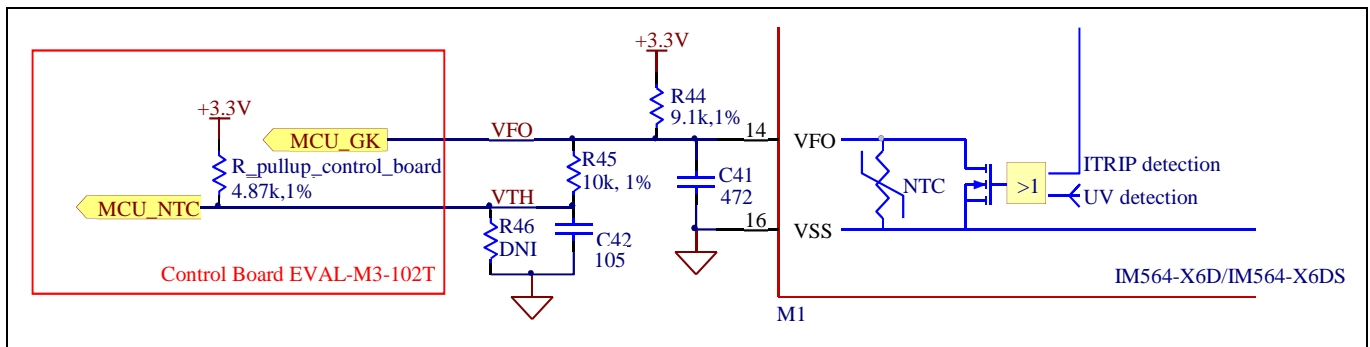 +3.3V
R44
9.1k,1%
+3.3V
MCU_GK
VFO
14
VFO
R_pullup_control_board
4.87k,1%
R45
10k, 1%
C41
472
NTC
>1
ITRIP detection
UV detection
MCU_NTC
VTH
R46
DNI
C42
105
16
VSS
Control Board EVAL-M3-102T
IM564-X6D/IM564-X6DS
M1